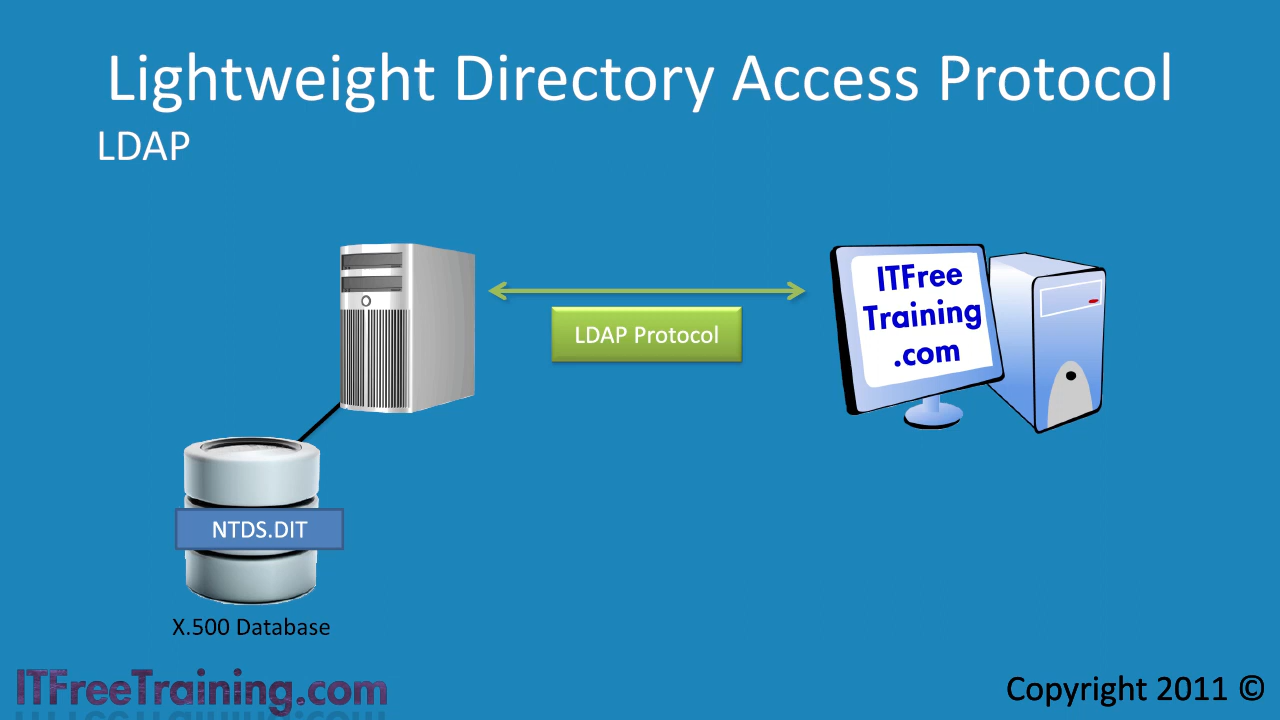 Lightweight Directory Access Protocol
LDAP
LDAP Protocol
ITFree
Training
.com
NTDS.DIT
X.500 Database
ITFreeTraining.com
Copyright 2011 ©